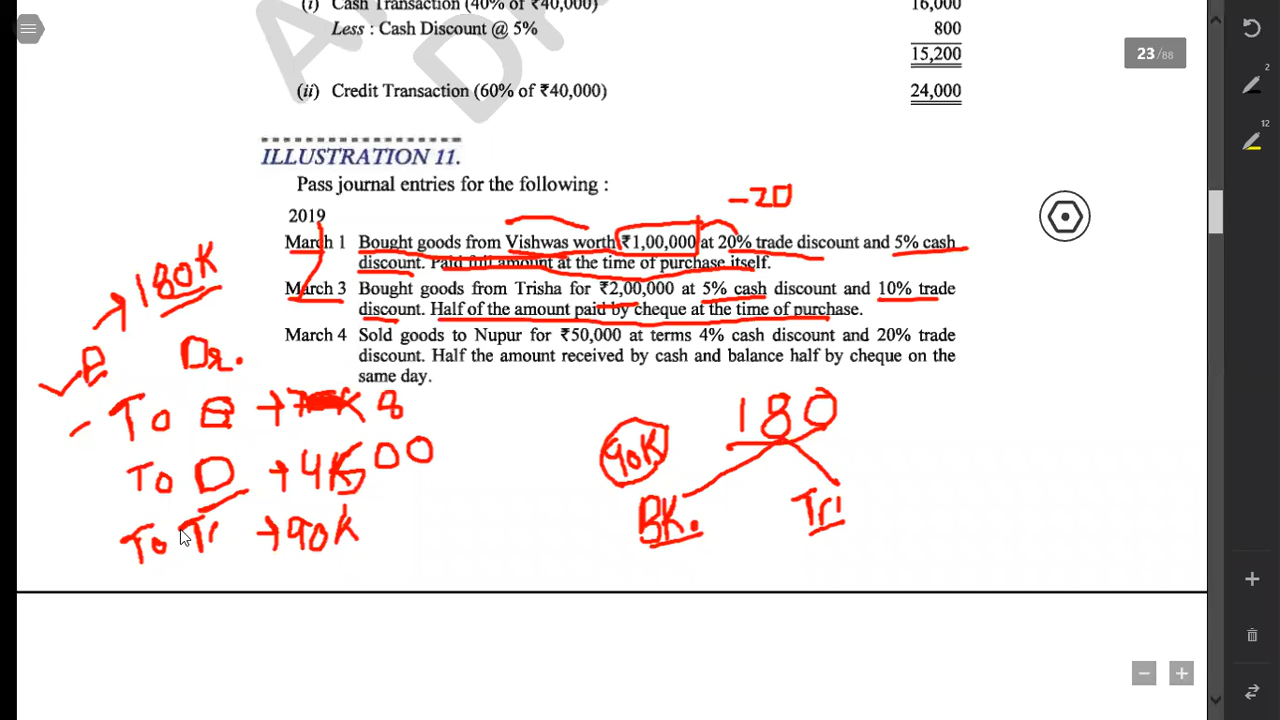 (i) Cash Transaction (40% of ₹40,000) 16,000
Less : Cash Discount @ 5% 800
15,200
(ii) Credit Transaction (60% of ₹40,000) 24,000
23/88
2
12
ILLUSTRATION 11.
Pass journal entries for the following :
-20
2019
March 1 Bought goods from Vishwas worth ₹1,00,000 at 20% trade discount and 5% cash
discount. Paid full amount at the time of purchase itself.
March 3 Bought goods from Trisha for ₹2,00,000 at 5% cash discount and 10% trade
discount. Half of the amount paid by cheque at the time of purchase.
March 4 Sold goods to Nupur for ₹50,000 at terms 4% cash discount and 20% trade
discount. Half the amount received by cash and balance half by cheque on the
same day.
→180K
P Dr.
To B → 8
To D → 4500
To Tr → 90K
180
90K
BK. Tri